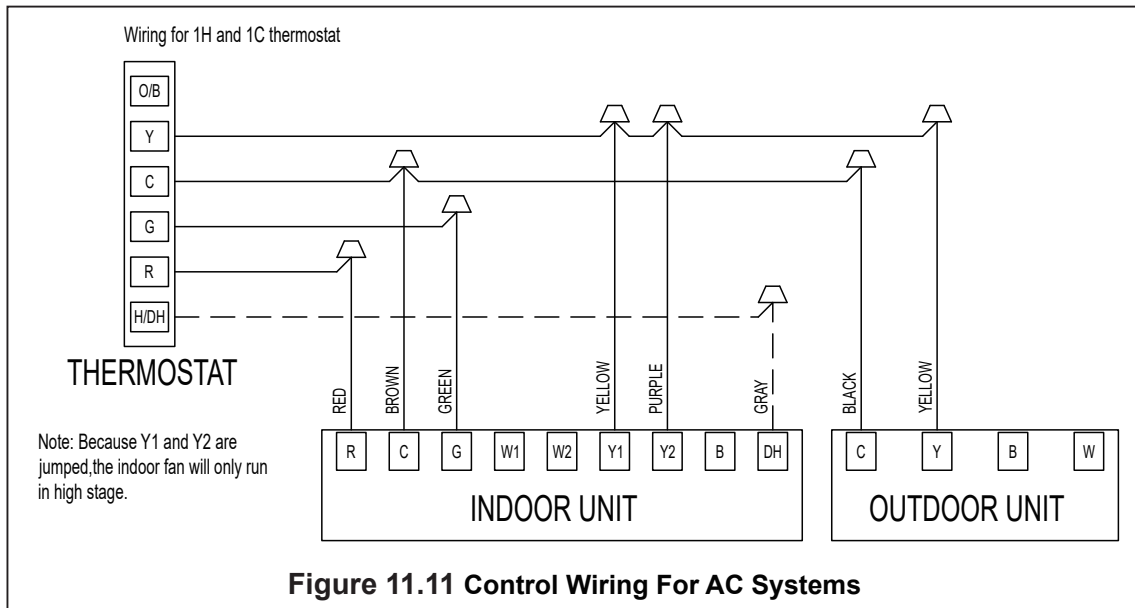 Wiring for 1H and 1C thermostat
O/B
Y
C
G
R
H/DH
THERMOSTAT
Note: Because Y1 and Y2 are
jumped,the indoor fan will only run
in high stage.
RED
BROWN
GREEN
YELLOW
PURPLE
GRAY
BLACK
YELLOW
R C G W1 W2 Y1 Y2 B DH
INDOOR UNIT
C Y B W
OUTDOOR UNIT
Figure 11.11 Control Wiring For AC Systems